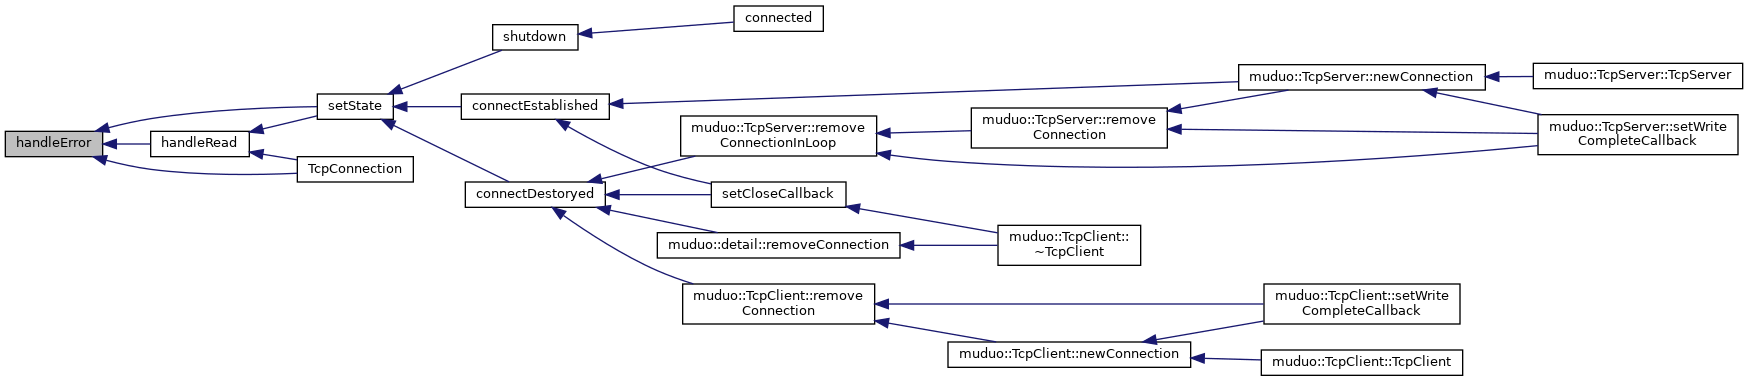 connected
shutdown
muduo::TcpServer::newConnection
muduo::TcpServer::TcpServer
setState
connectEstablished
muduo::TcpServer::remove
Connection
muduo::TcpServer::setWrite
CompleteCallback
handleError
handleRead
muduo::TcpServer::remove
ConnectionInLoop
TcpConnection
connectDestoryed
setCloseCallback
muduo::detail::removeConnection
muduo::TcpClient::
~TcpClient
muduo::TcpClient::remove
Connection
muduo::TcpClient::setWrite
CompleteCallback
muduo::TcpClient::newConnection
muduo::TcpClient::TcpClient